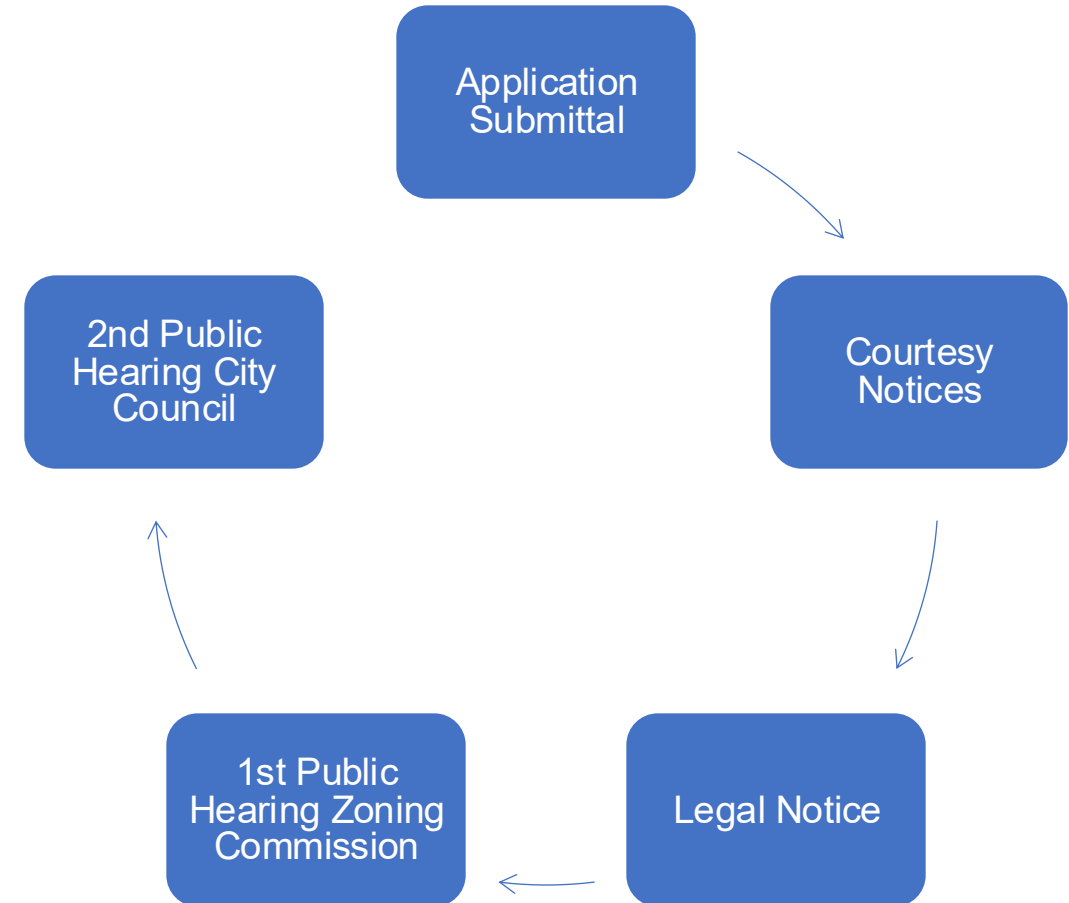 Application
Submittal
Courtesy
Notices
Legal Notice
1st Public
Hearing Zoning
Commission
2nd Public
Hearing City
Council